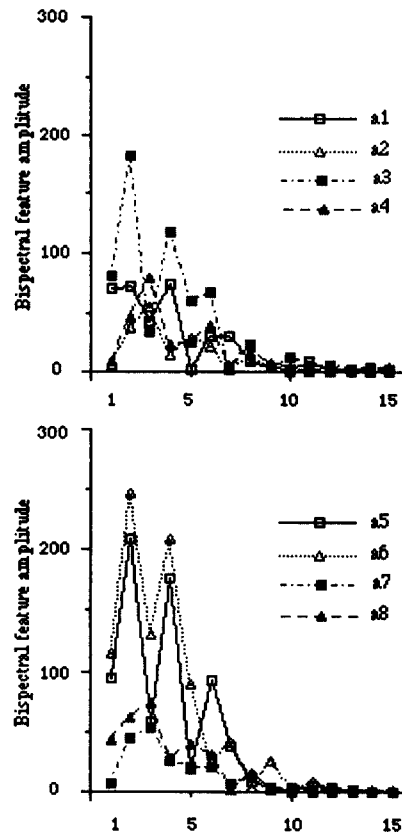 300
200
100
0
Bispectral feature amplitude
a1
a2
a3
a4
1 5 10 15
300
200
100
0
Bispectral feature amplitude
a5
a6
a7
a8
1 5 10 15